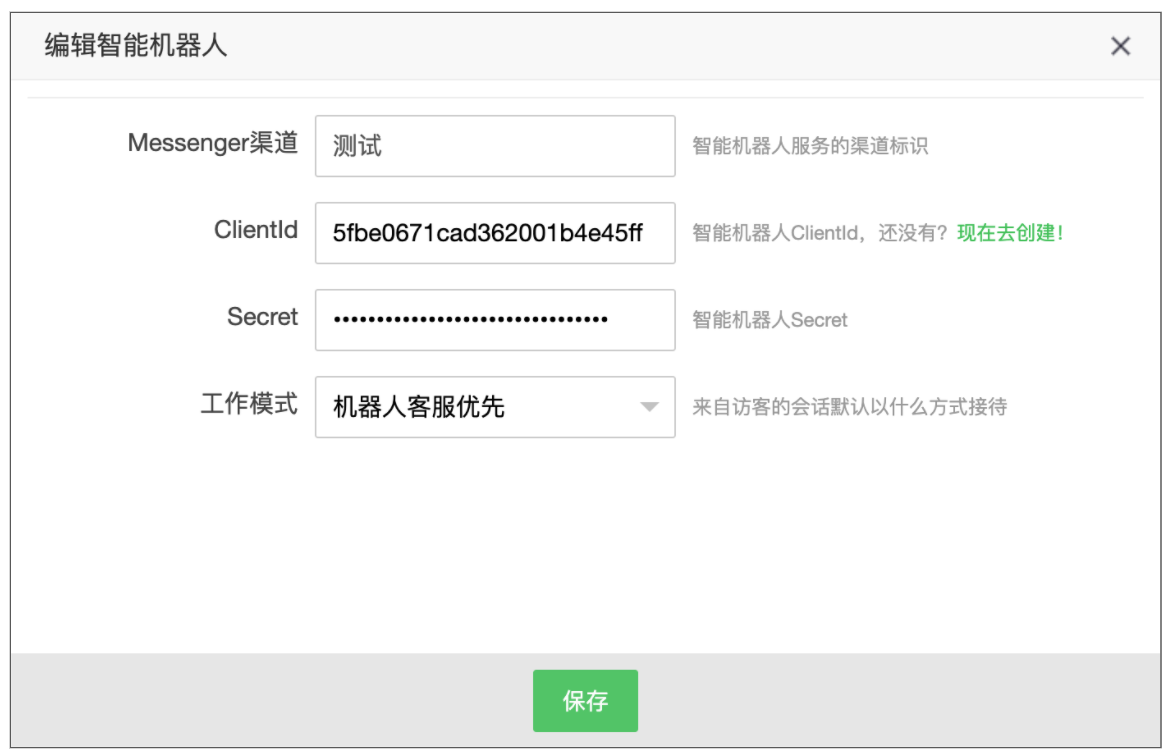 编辑智能机器人
Messenger渠道 测试 智能机器人服务的渠道标识
ClientId 5fbe0671cad362001b4e45ff 智能机器人ClientId，还没有？现在去创建！
Secret •••••••••••••••••••••••••••••••• 智能机器人Secret
工作模式 机器人客服优先 来自访客的会话默认以什么方式接待
保存